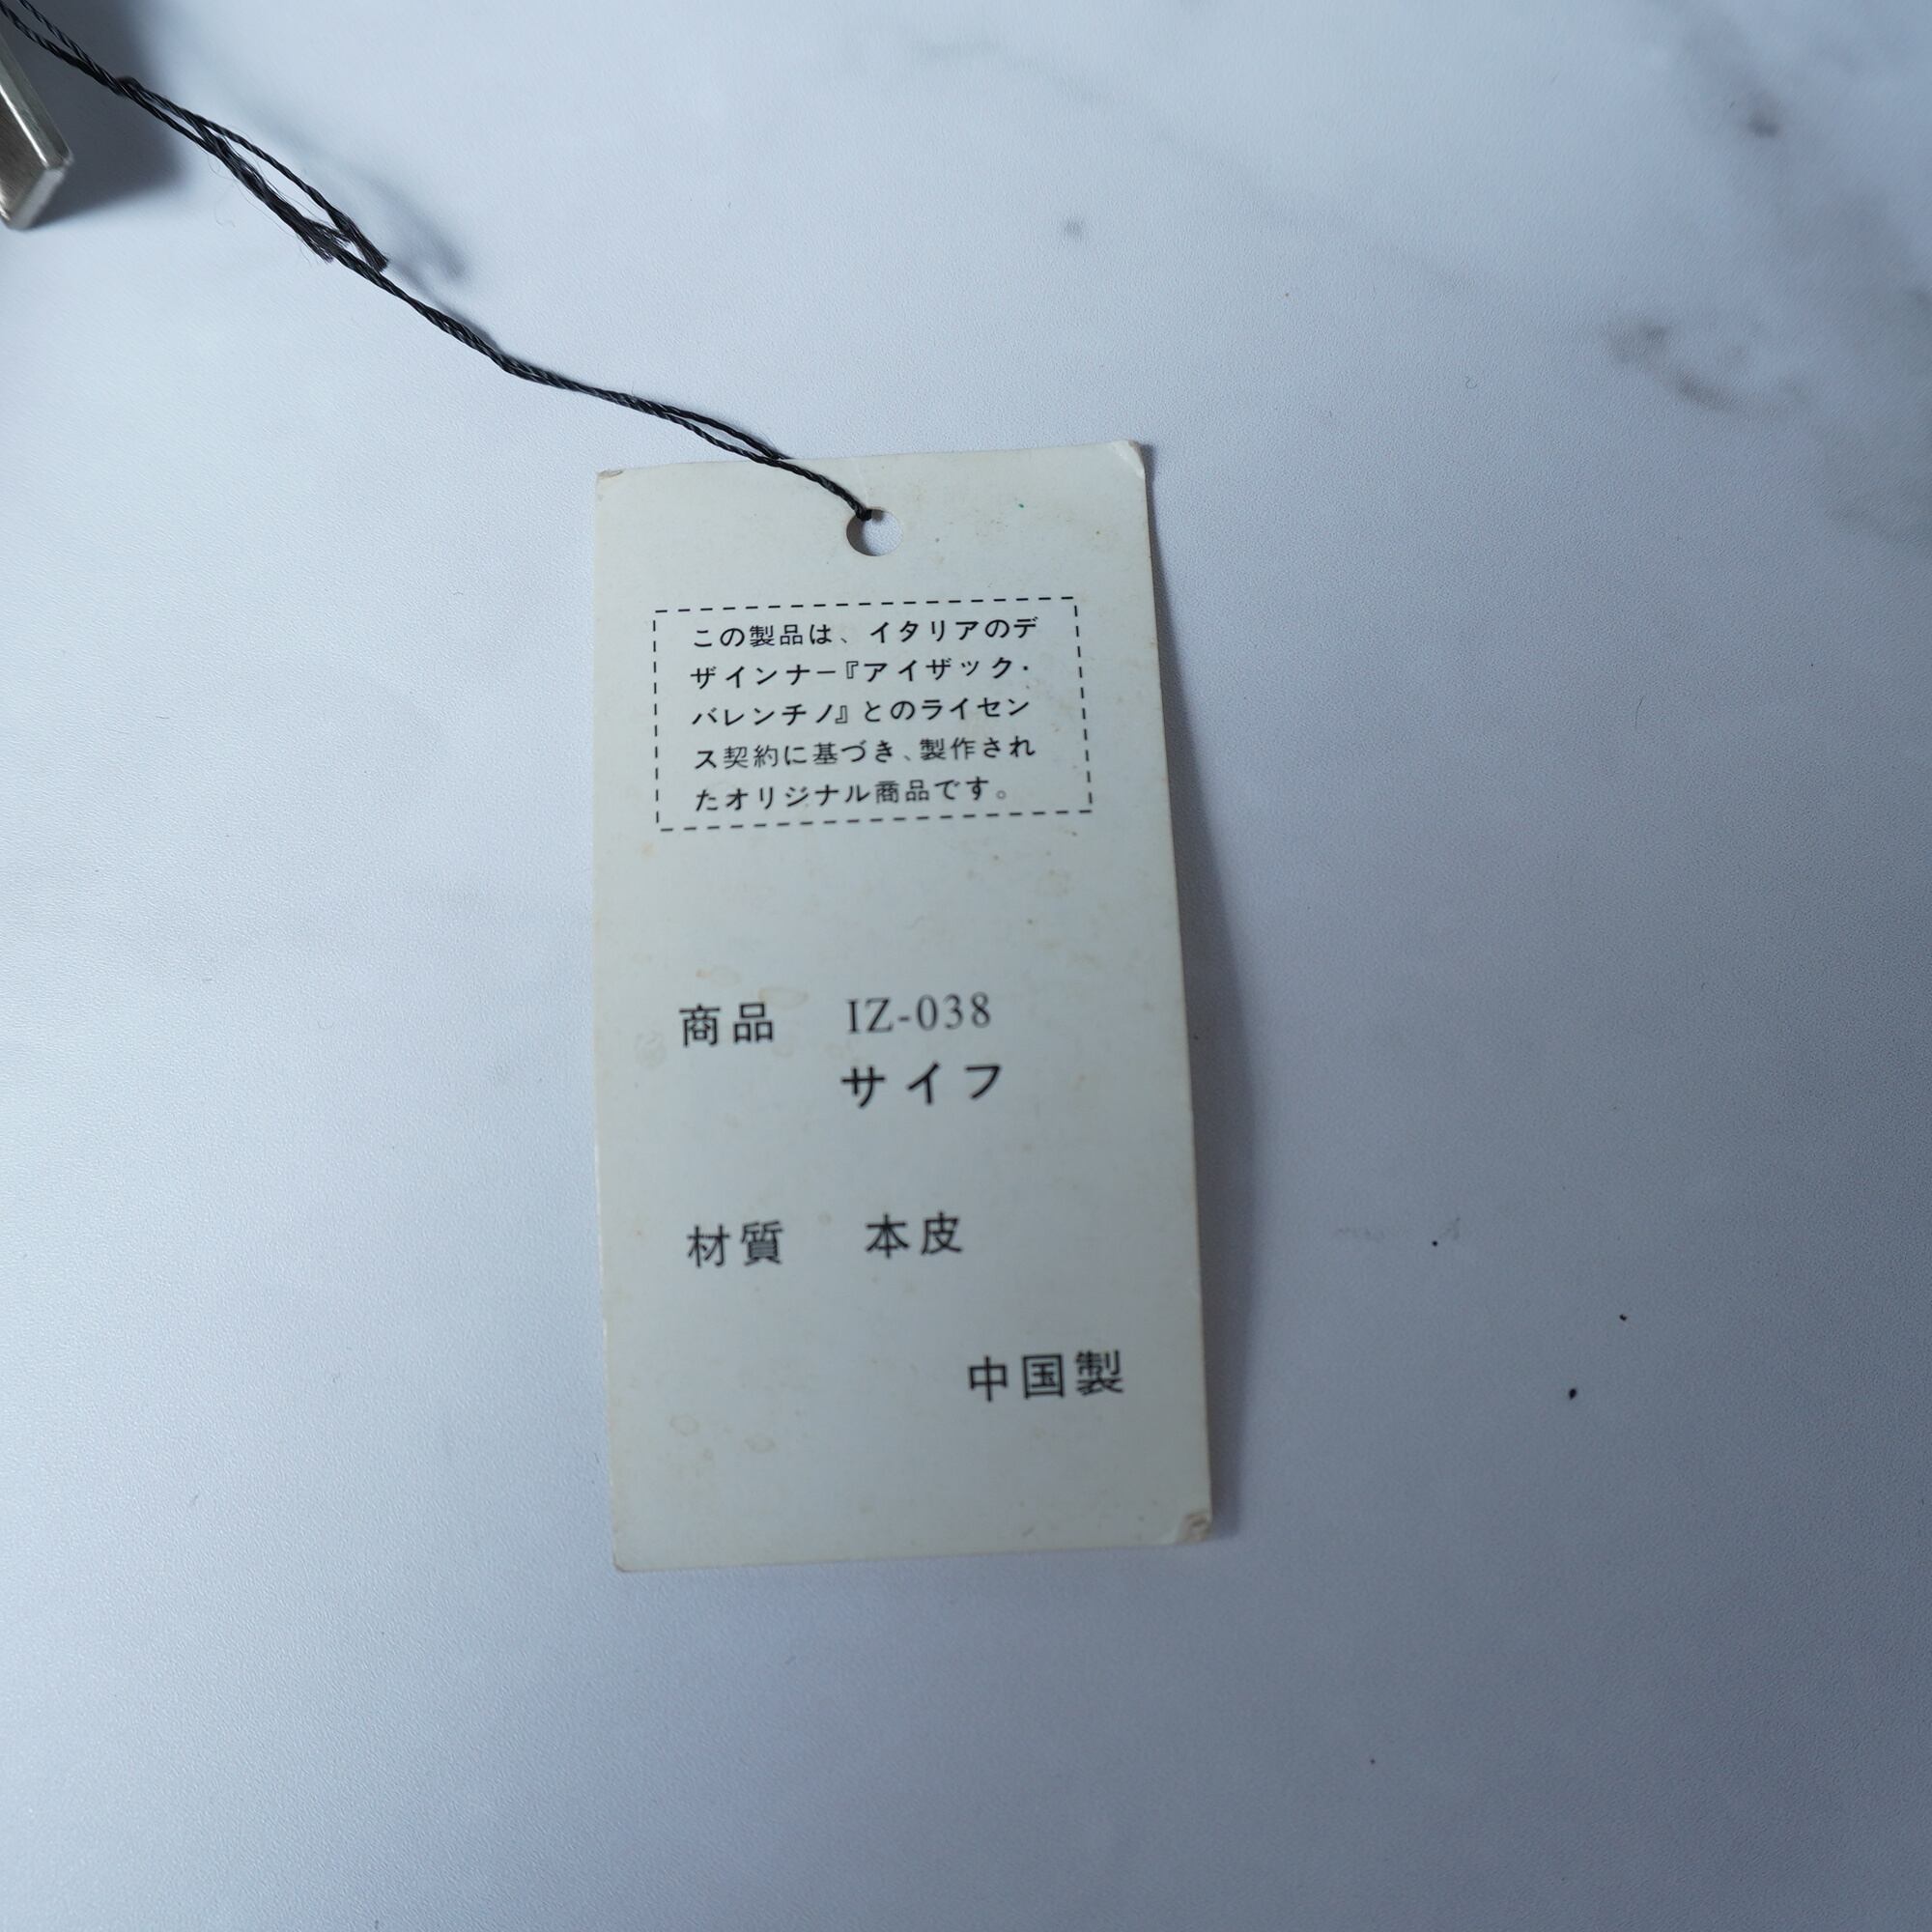 この製品は、イタリアのデ
ザインナー『アイザック・
バレンチノ』とのライセン
ス契約に基づき、製作され
たオリジナル商品です。
商品 IZ-038
サイフ
材質 本皮
中国製